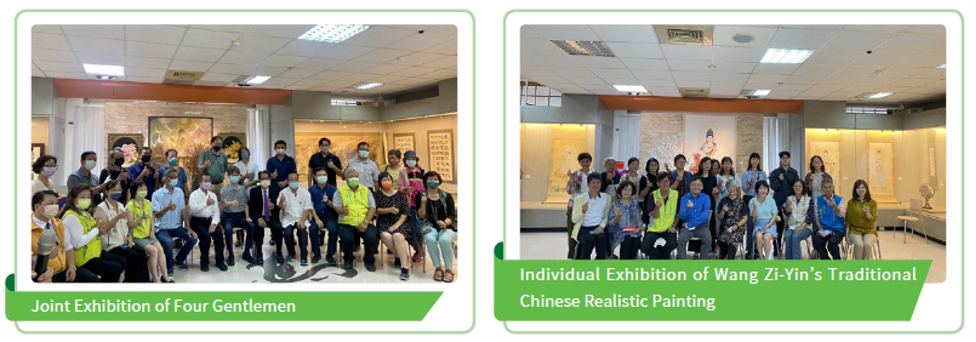 Joint Exhibition of Four Gentlemen
Individual Exhibition of Wang Zi-Yin’s Traditional
Chinese Realistic Painting